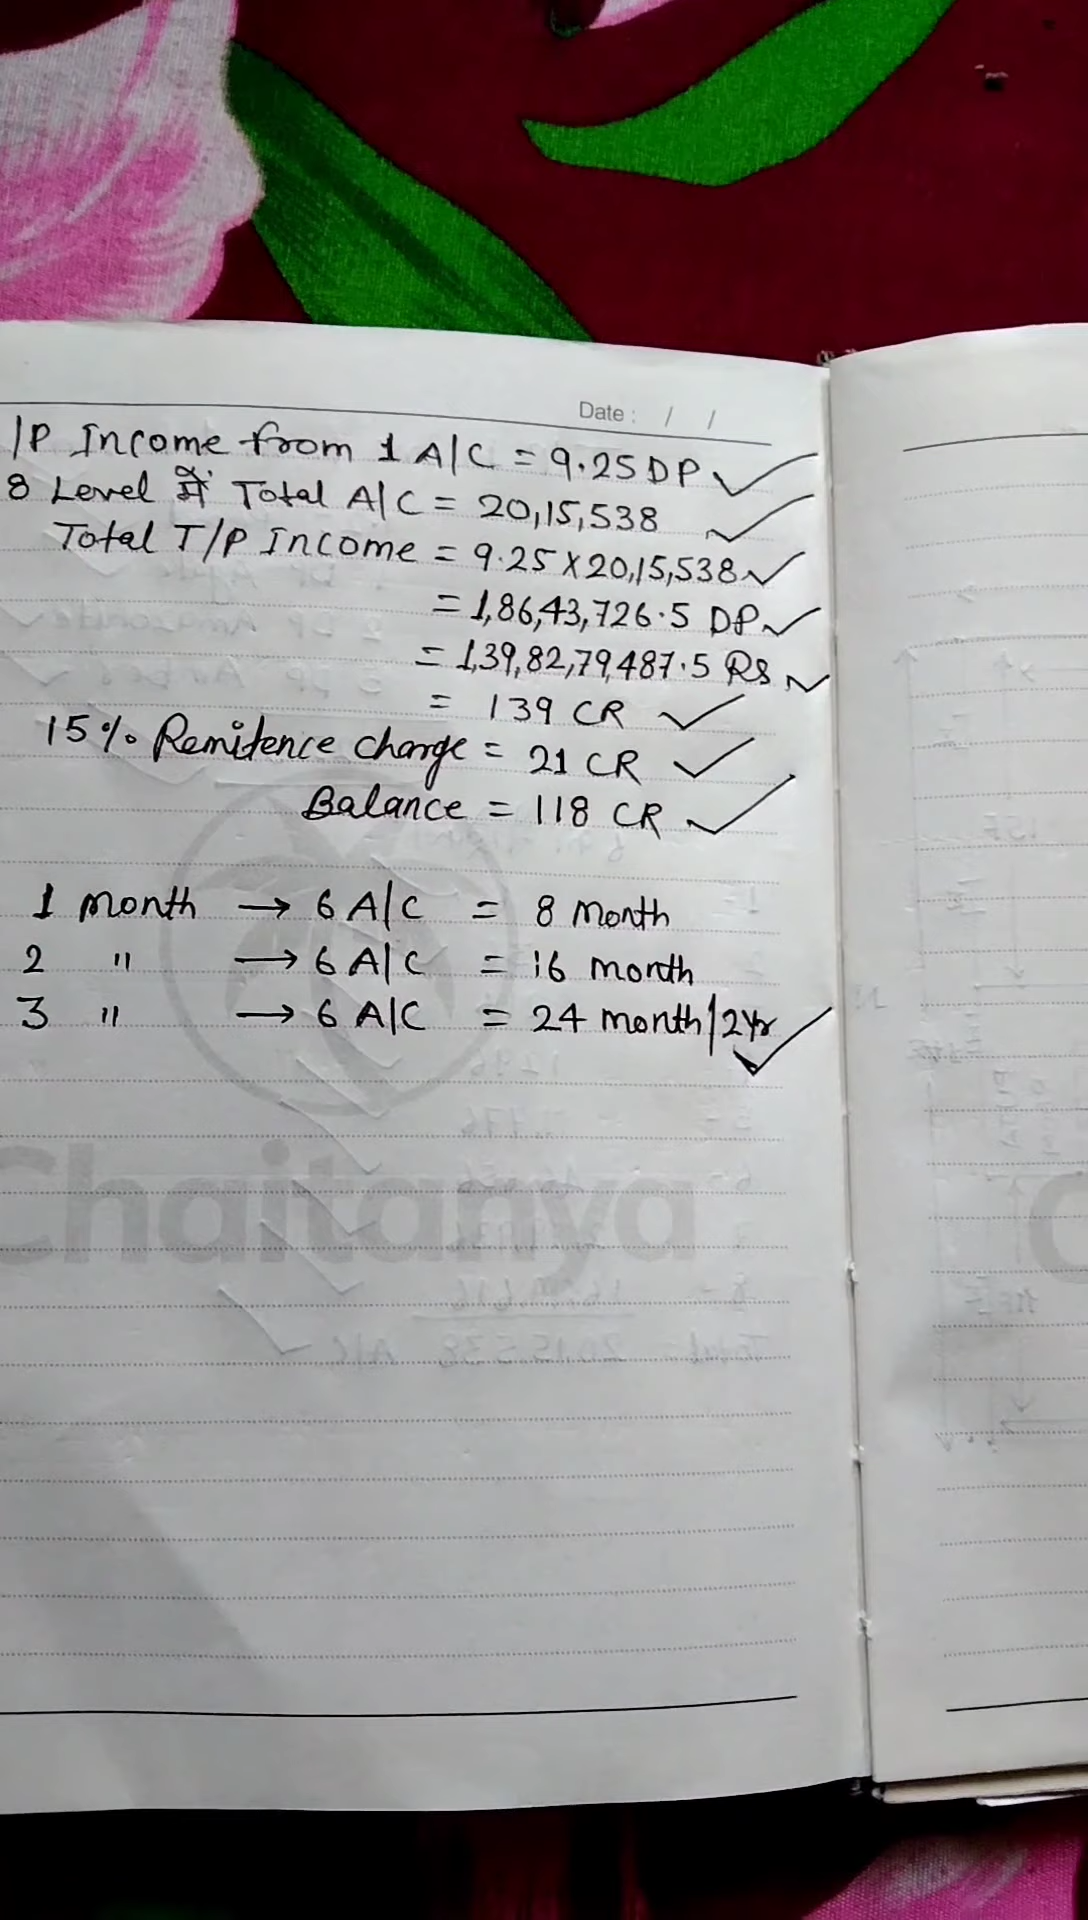 Date : / /
/P Income from 1 A/C = 9.25 DP
8 Level में Total A/C = 20,15,538
Total T/P Income = 9.25 X 20,15,538
= 1,86,43,726.5 DP
= 1,39,82,79,487.5 Rs
= 139 CR
15% Remitence charge = 21 CR
Balance = 118 CR
1 month → 6 A/C = 8 month
2 " → 6 A/C = 16 month
3 " → 6 A/C = 24 month/2yr
Chaitanya